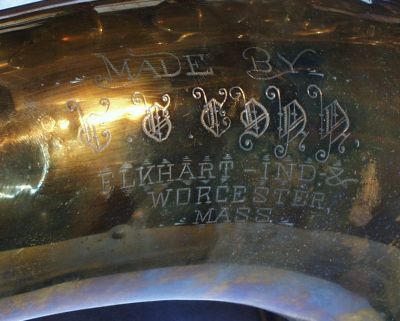 MADE BY
C. G. CONN
ELKHART - IND. &
WORCESTER,
MASS.